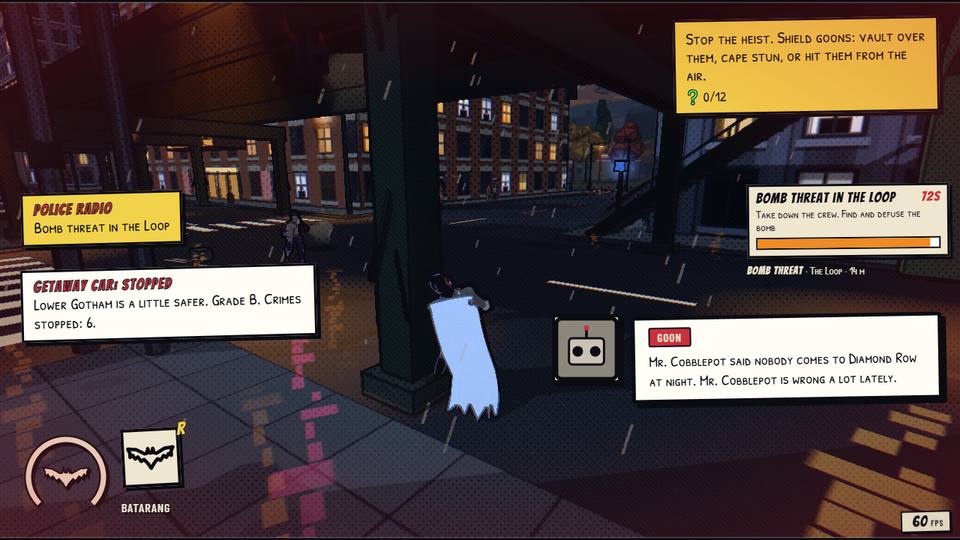 STOP THE HEIST. SHIELD GOONS: VAULT OVER
THEM, CAPE STUN, OR HIT THEM FROM THE
AIR.
? 0/12
POLICE RADIO
BOMB THREAT IN THE LOOP
BOMB THREAT IN THE LOOP 72S
TAKE DOWN THE CREW. FIND AND DEFUSE THE
BOMB
BOMB THREAT · THE LOOP · 14 M
GETAWAY CAR: STOPPED
LOWER GOTHAM IS A LITTLE SAFER. GRADE B. CRIMES
STOPPED: 6.
GOON
MR. COBBLEPOT SAID NOBODY COMES TO DIAMOND ROW
AT NIGHT. MR. COBBLEPOT IS WRONG A LOT LATELY.
R
BATARANG
60 FPS